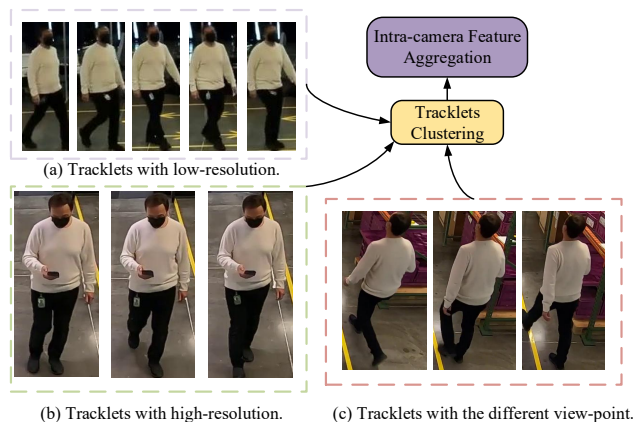 Intra-camera Feature
Aggregation
Tracklets
Clustering
(a) Tracklets with low-resolution.
(b) Tracklets with high-resolution.
(c) Tracklets with the different view-point.